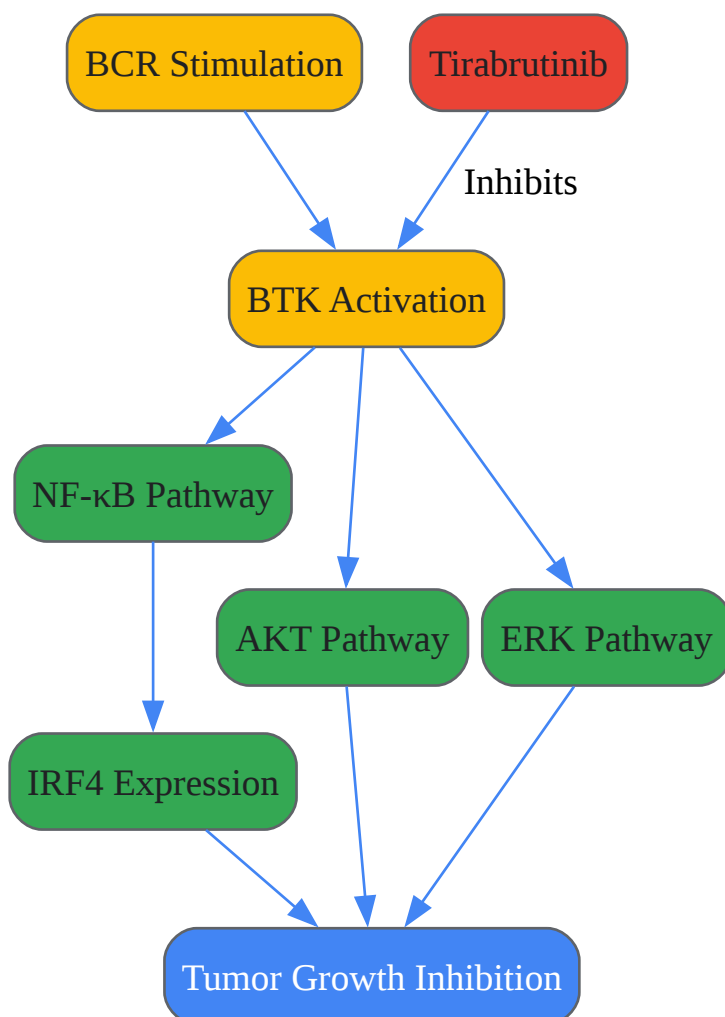 BCR Stimulation
Tirabrutinib
Inhibits
BTK Activation
NF-κB Pathway
AKT Pathway
ERK Pathway
IRF4 Expression
Tumor Growth Inhibition